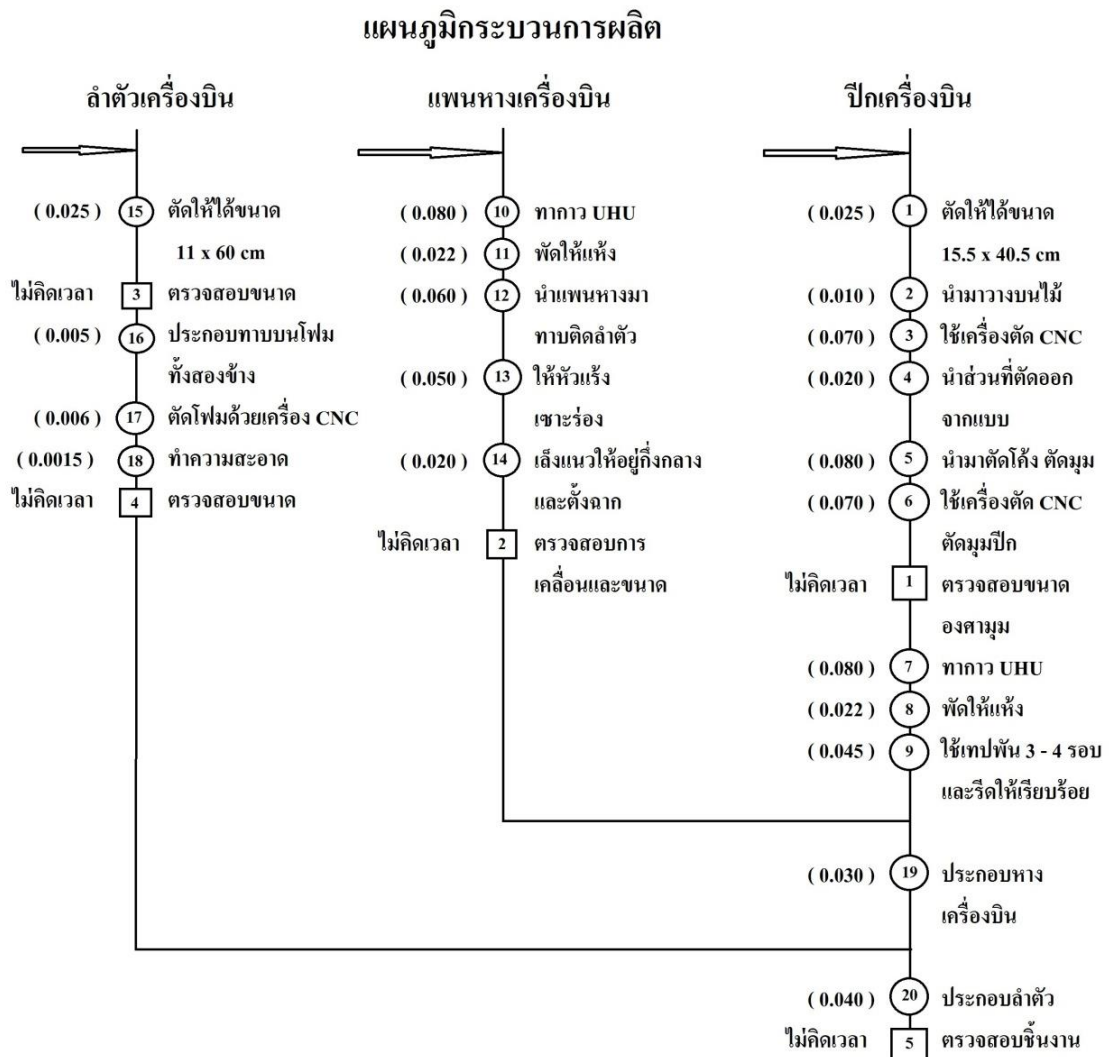 แผนภูมิกระบวนการผลิต
ลำตัวเครื่องบิน
( 0.025 ) 15 ตัดให้ได้ขนาด
11 x 60 cm
ไม่คิดเวลา 3 ตรวจสอบขนาด
( 0.005 ) 16 ประกอบทาบบนโฟม
ทั้งสองข้าง
( 0.006 ) 17 ตัดโฟมด้วยเครื่อง CNC
( 0.0015 ) 18 ทำความสะอาด
ไม่คิดเวลา 4 ตรวจสอบขนาด
แพนหางเครื่องบิน
( 0.080 ) 10 ทากาว UHU
( 0.022 ) 11 พัดให้แห้ง
( 0.060 ) 12 นำแพนหางมา
ทาบติดลำตัว
( 0.050 ) 13 ให้หัวแร้ง
เซาะร่อง
( 0.020 ) 14 เล็งแนวให้อยู่กึ่งกลาง
และตั้งฉาก
ไม่คิดเวลา 2 ตรวจสอบการ
เคลื่อนและขนาด
ปีกเครื่องบิน
( 0.025 ) 1 ตัดให้ได้ขนาด
15.5 x 40.5 cm
( 0.010 ) 2 นำมาวางบนไม้
( 0.070 ) 3 ใช้เครื่องตัด CNC
( 0.020 ) 4 นำส่วนที่ตัดออก
จากแบบ
( 0.080 ) 5 นำมาตัดโค้ง ตัดมุม
( 0.070 ) 6 ใช้เครื่องตัด CNC
ตัดมุมปีก
ไม่คิดเวลา 1 ตรวจสอบขนาด
องศามุม
( 0.080 ) 7 ทากาว UHU
( 0.022 ) 8 พัดให้แห้ง
( 0.045 ) 9 ใช้เทปพัน 3 - 4 รอบ
และรีดให้เรียบร้อย
( 0.030 ) 19 ประกอบหาง
เครื่องบิน
( 0.040 ) 20 ประกอบลำตัว
ไม่คิดเวลา 5 ตรวจสอบชิ้นงาน